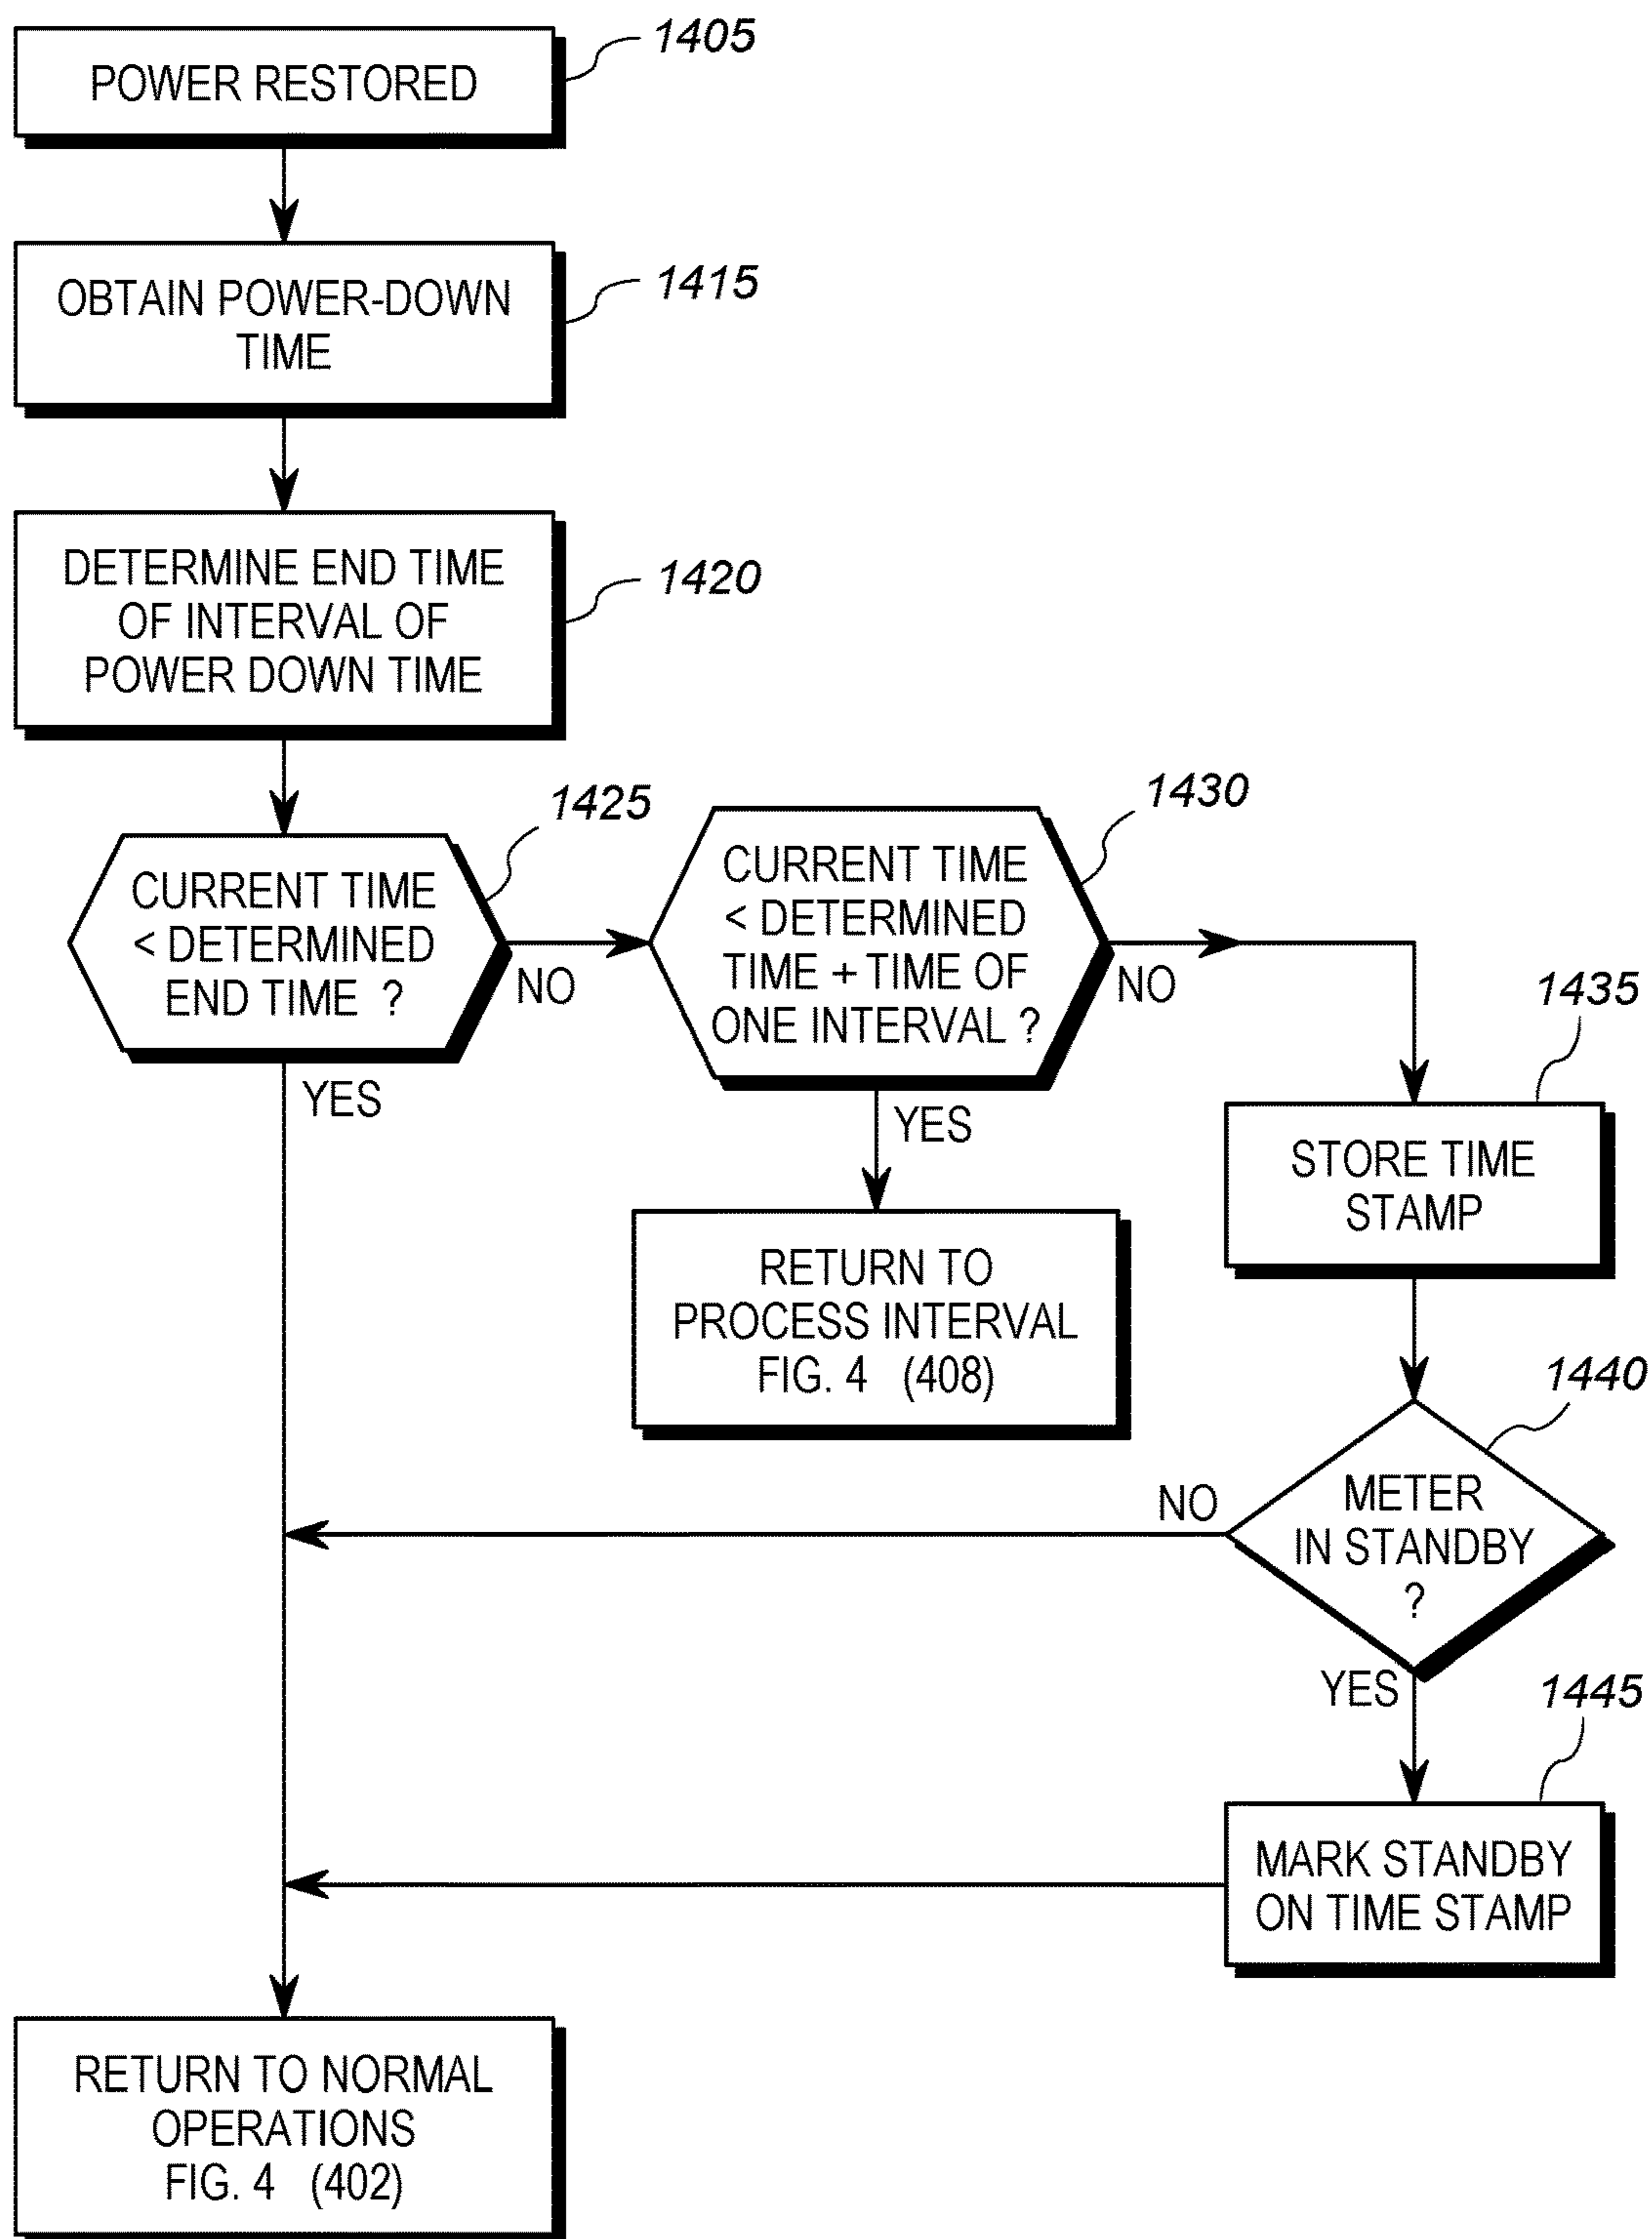 1405
POWER RESTORED
1415
OBTAIN POWER-DOWN
TIME
1420
DETERMINE END TIME
OF INTERVAL OF
POWER DOWN TIME
1425
CURRENT TIME
< DETERMINED
END TIME ?
NO
YES
1430
CURRENT TIME
< DETERMINED
TIME + TIME OF
ONE INTERVAL ?
NO
YES
RETURN TO
PROCESS INTERVAL
FIG. 4 (408)
1435
STORE TIME
STAMP
1440
METER
IN STANDBY
?
NO
YES
1445
MARK STANDBY
ON TIME STAMP
RETURN TO NORMAL
OPERATIONS
FIG. 4 (402)